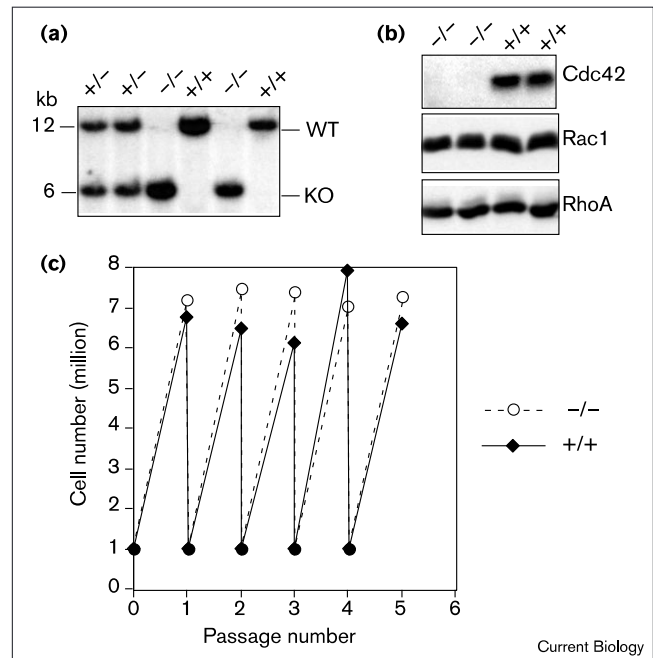 (a)
+/− +/− −/− +/+ −/− +/+
kb
12 WT
6 KO
(b)
−/− −/− +/+ +/+
Cdc42
Rac1
RhoA
(c)
8
7
6
5
4
3
2
1
0
Cell number (million)
0 1 2 3 4 5 6
Passage number
−/−
+/+
Current Biology